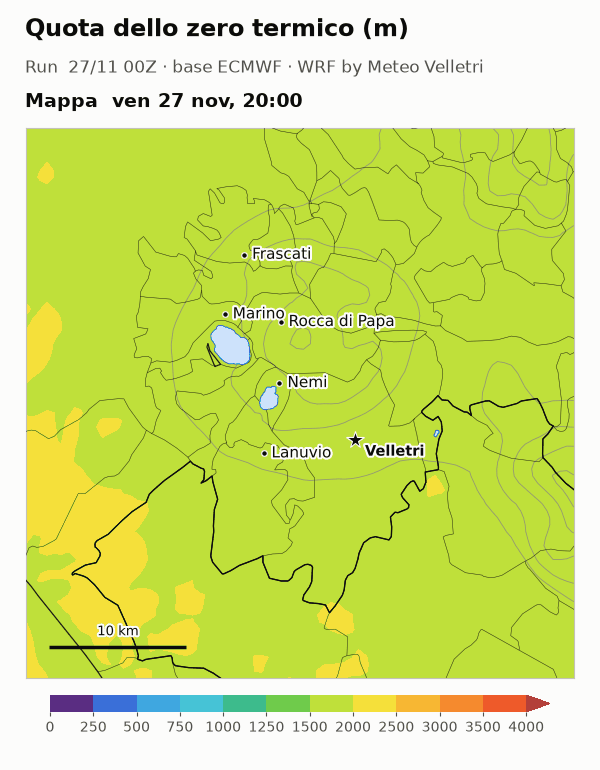 Quota dello zero termico (m)
Run 27/11 00Z · base ECMWF · WRF by Meteo Velletri
Mappa ven 27 nov, 20:00
Frascati
Marino
Rocca di Papa
Nemi
Velletri
Lanuvio
10 km
0 250 500 750 1000 1250 1500 2000 2500 3000 3500 4000